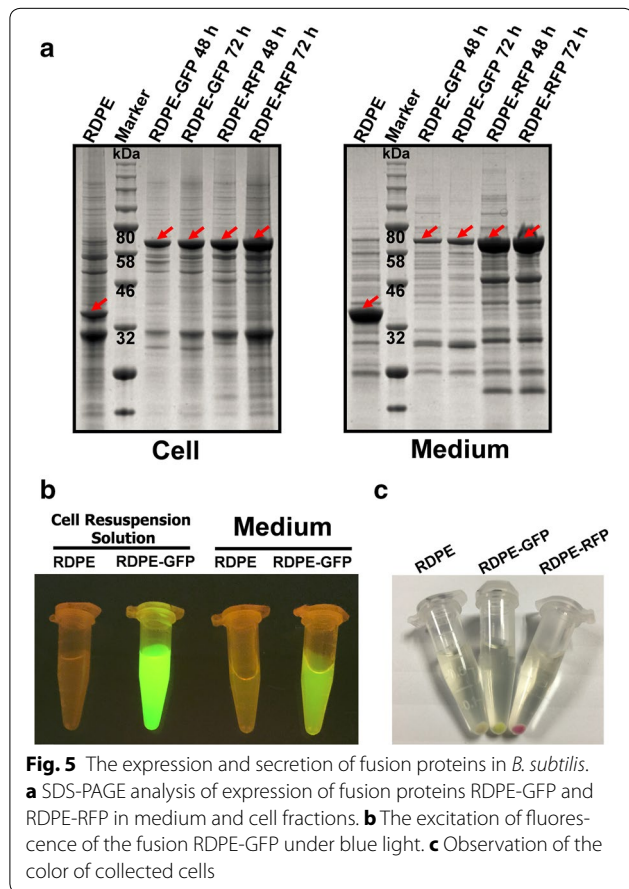 a
RDPE
Marker
RDPE-GFP 48 h
RDPE-GFP 72 h
RDPE-RFP 48 h
RDPE-RFP 72 h
kDa
80
58
46
32
Cell
RDPE
Marker
RDPE-GFP 48 h
RDPE-GFP 72 h
RDPE-RFP 48 h
RDPE-RFP 72 h
kDa
80
58
46
32
Medium
b
Cell Resuspension
Solution
RDPE RDPE-GFP
Medium
RDPE RDPE-GFP
c
RDPE
RDPE-GFP
RDPE-RFP
Fig. 5 The expression and secretion of fusion proteins in B. subtilis.
a SDS-PAGE analysis of expression of fusion proteins RDPE-GFP and
RDPE-RFP in medium and cell fractions. b The excitation of fluores-
cence of the fusion RDPE-GFP under blue light. c Observation of the
color of collected cells